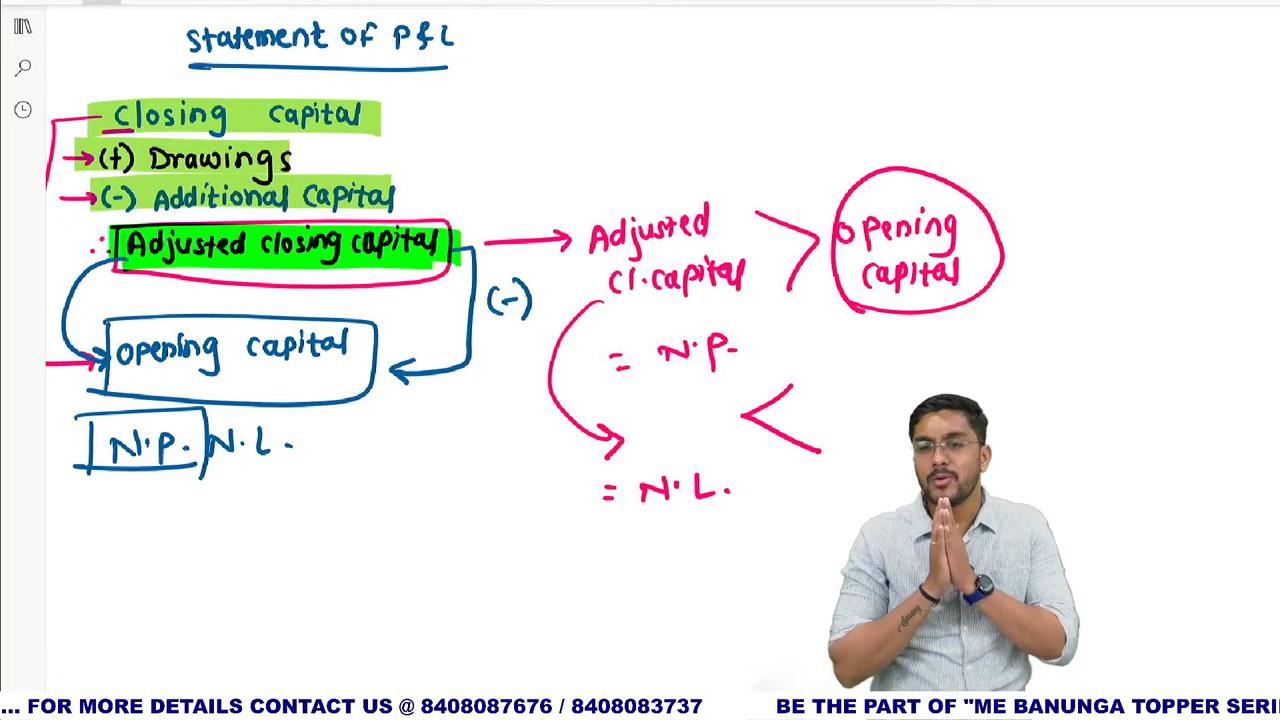 Statement of P & L
Closing capital
(+) Drawings
(-) Additional Capital
∴ Adjusted closing capital
(-)
opening capital
N.P. N.L.
Adjusted
cl. capital
>
opening
capital
= N.P.
<
= N.L.
... FOR MORE DETAILS CONTACT US @ 8408087676 / 8408083737
BE THE PART OF "ME BANUNGA TOPPER SERI